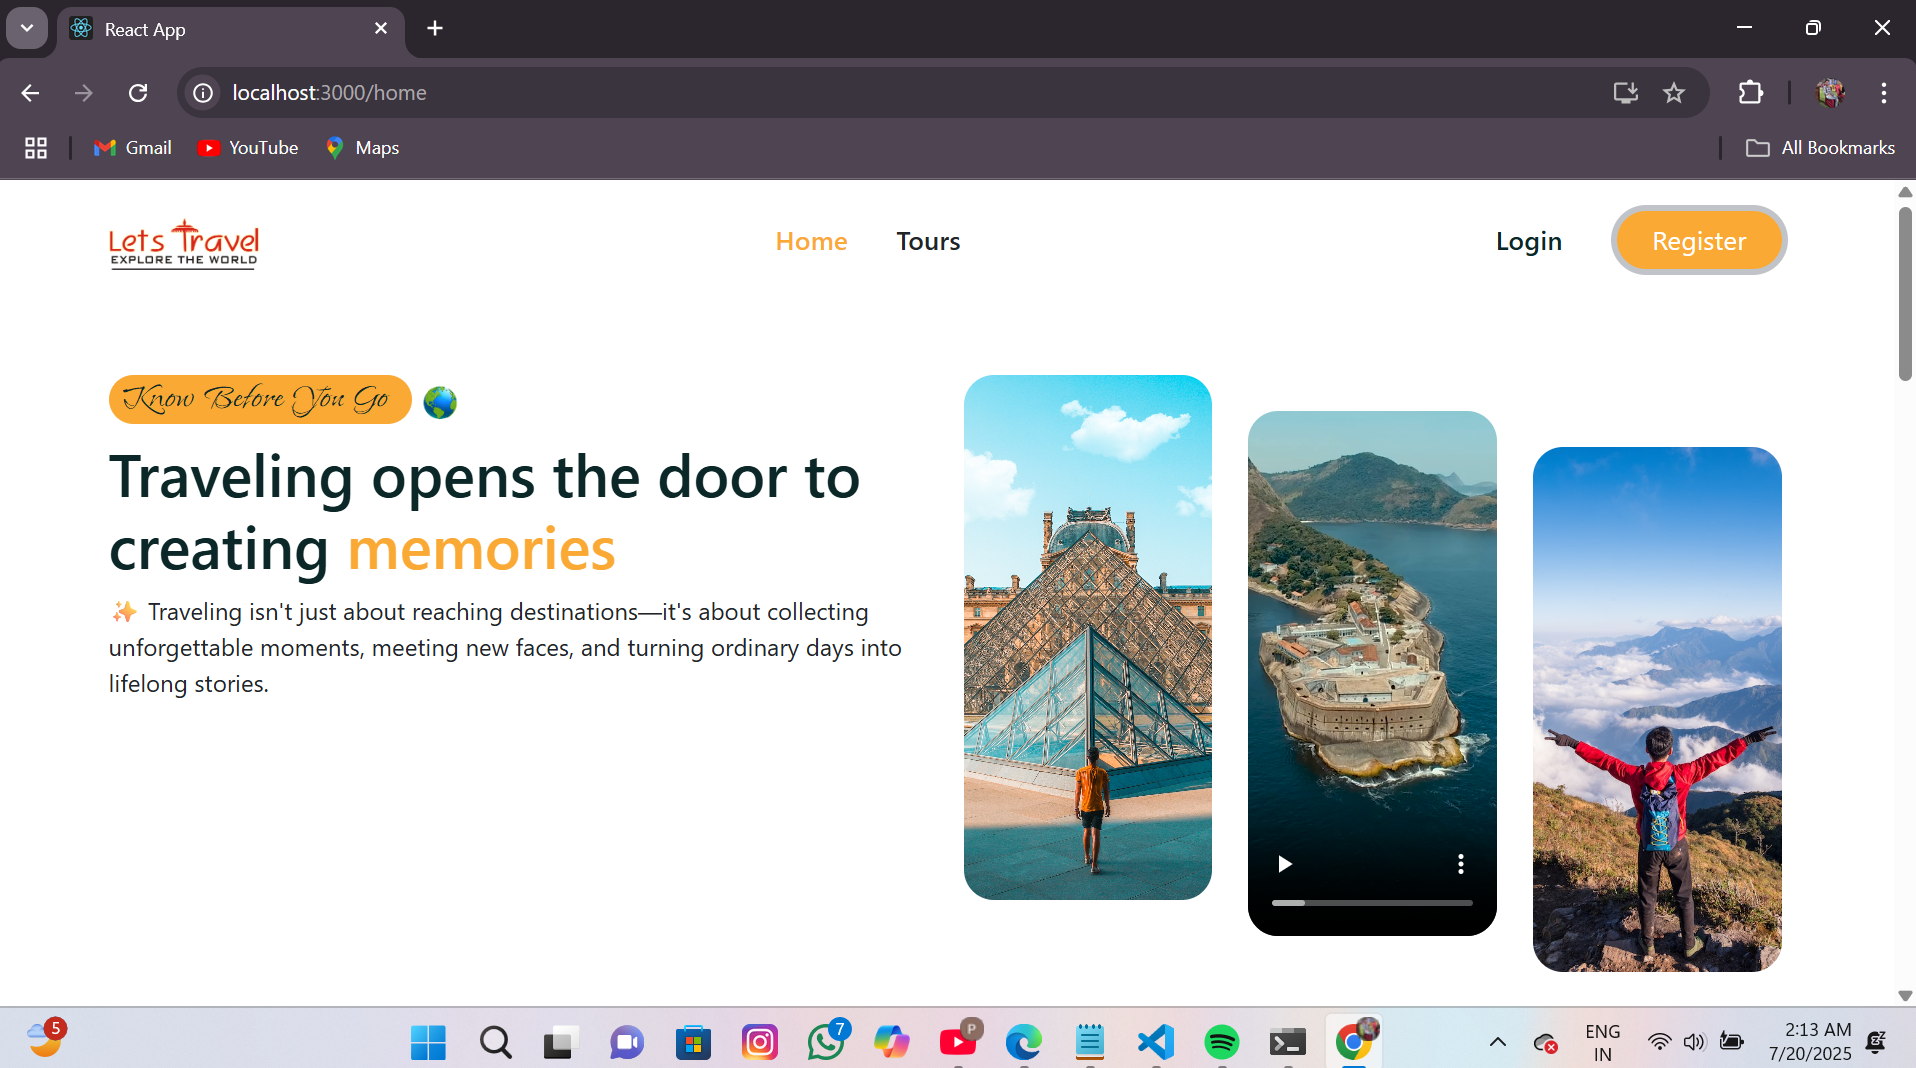 React App
localhost:3000/home
Gmail
YouTube
Maps
All Bookmarks
Lets Travel
EXPLORE THE WORLD
Home
Tours
Login
Register
Know Before You Go
Traveling opens the door to
creating memories
✨ Traveling isn't just about reaching destinations—it's about collecting
unforgettable moments, meeting new faces, and turning ordinary days into
lifelong stories.
5
7
P
ENG
IN
2:13 AM
7/20/2025